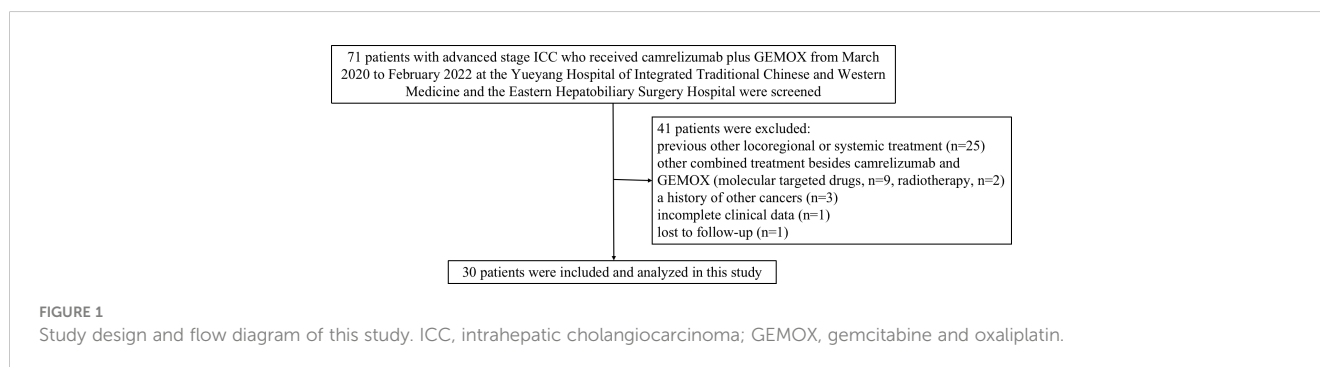 71 patients with advanced stage ICC who received camrelizumab plus GEMOX from March
2020 to February 2022 at the Yueyang Hospital of Integrated Traditional Chinese and Western
Medicine and the Eastern Hepatobiliary Surgery Hospital were screened
41 patients were excluded:
previous other locoregional or systemic treatment (n=25)
other combined treatment besides camrelizumab and
GEMOX (molecular targeted drugs, n=9, radiotherapy, n=2)
a history of other cancers (n=3)
incomplete clinical data (n=1)
lost to follow-up (n=1)
30 patients were included and analyzed in this study
FIGURE 1
Study design and flow diagram of this study. ICC, intrahepatic cholangiocarcinoma; GEMOX, gemcitabine and oxaliplatin.